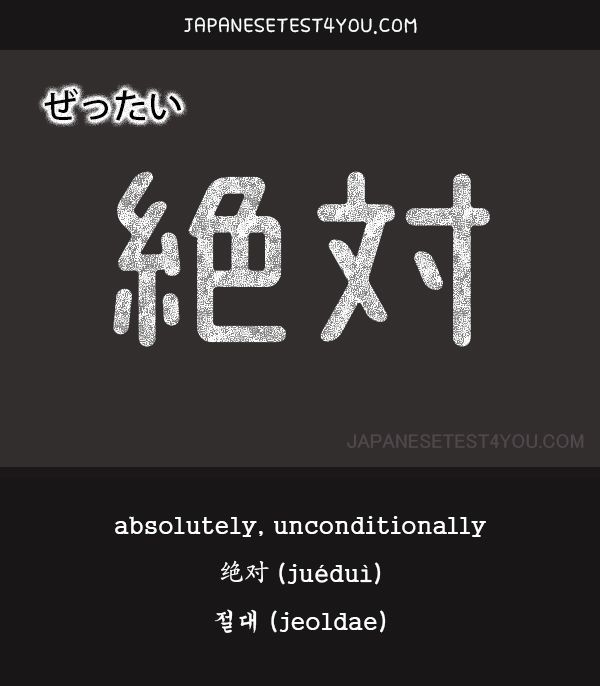 JAPANESETEST4YOU.COM
ぜったい
絶対
JAPANESETEST4YOU.COM
absolutely, unconditionally
绝对 (juéduì)
절대 (jeoldae)